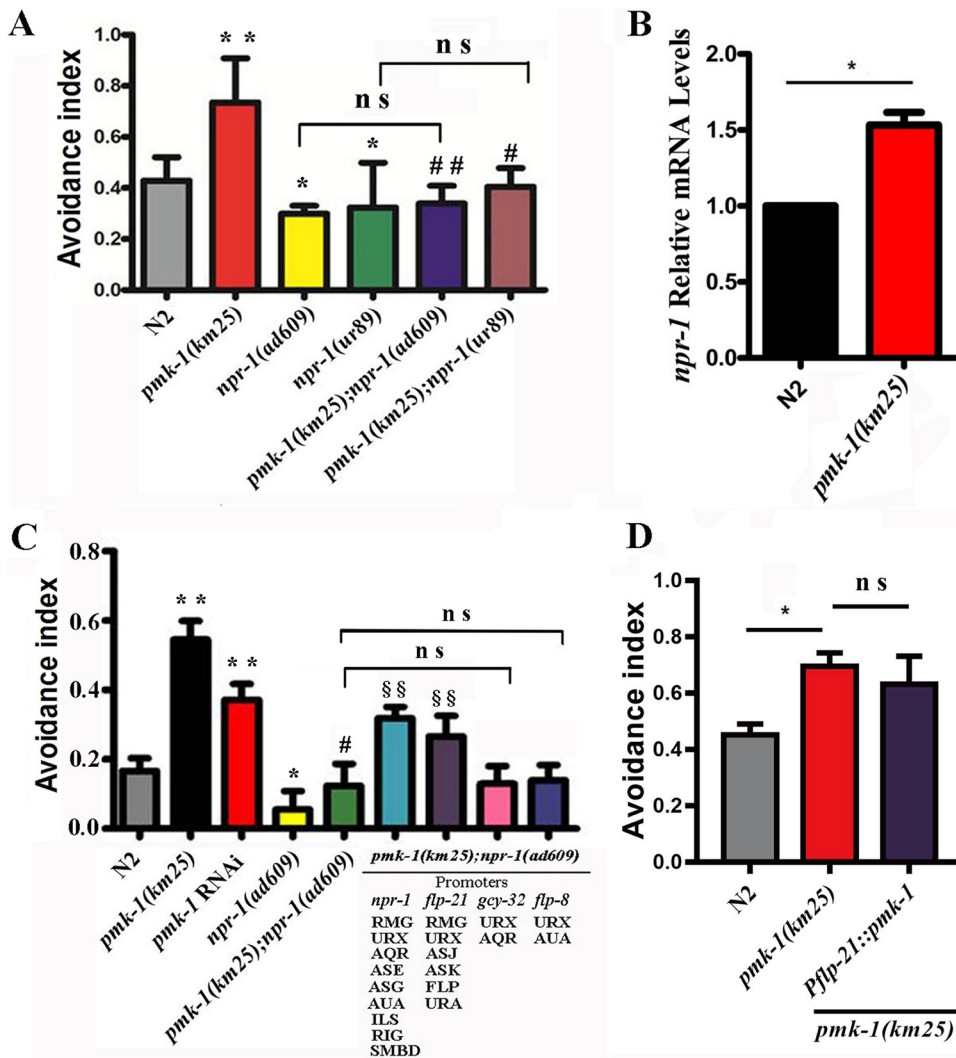 A
Avoidance index
1.0
0.8
0.6
0.4
0.2
0.0
* *
*
*
# #
#
n s
n s
N2
pmk-1(km25)
npr-1(ad609)
npr-1(ur89)
pmk-1(km25);npr-1(ad609)
pmk-1(km25);npr-1(ur89)
B
npr-1 Relative mRNA Levels
2.0
1.5
1.0
0.5
0.0
*
N2
pmk-1(km25)
C
Avoidance index
0.8
0.6
0.4
0.2
0.0
* *
* *
*
#
§ §
§ §
n s
n s
N2
pmk-1(km25)
pmk-1 RNAi
npr-1(ad609)
pmk-1(km25);npr-1(ad609)
pmk-1(km25);npr-1(ad609)
Promoters
npr-1 flp-21 gcy-32 flp-8
RMG RMG URX URX
URX URX AQR AUA
AQR ASJ
ASE ASK
ASG FLP
AUA URA
ILS
RIG
SMBD
D
Avoidance index
1.0
0.8
0.6
0.4
0.2
0.0
*
n s
N2
pmk-1(km25)
Pflp-21::pmk-1
pmk-1(km25)